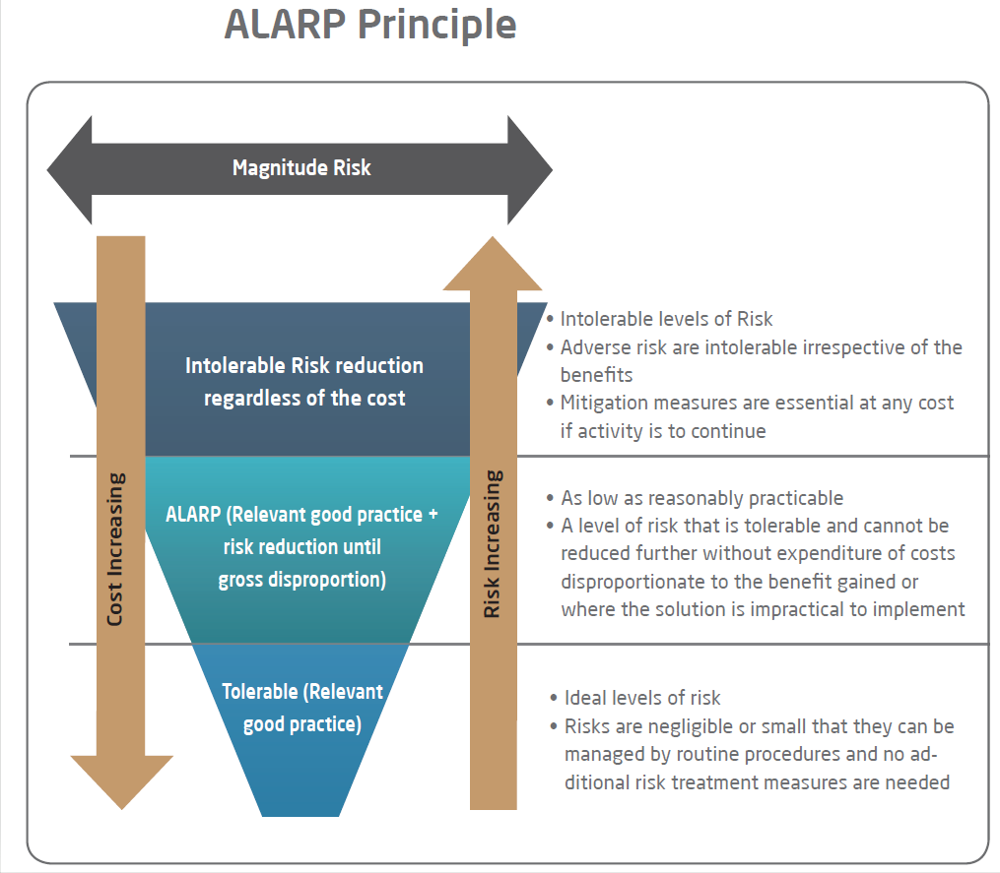 ALARP Principle
Magnitude Risk
Intolerable Risk reduction
regardless of the cost
• Intolerable levels of Risk
• Adverse risk are intolerable irrespective of the
benefits
• Mitigation measures are essential at any cost
if activity is to continue
Cost Increasing
ALARP (Relevant good practice +
risk reduction until
gross disproportion)
Risk Increasing
• As low as reasonably practicable
• A level of risk that is tolerable and cannot be
reduced further without expenditure of costs
disproportionate to the benefit gained or
where the solution is impractical to implement
Tolerable (Relevant
good practice)
• Ideal levels of risk
• Risks are negligible or small that they can be
managed by routine procedures and no ad-
ditional risk treatment measures are needed